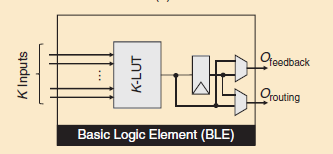 K Inputs
K-LUT
Ofeedback
Orouting
Basic Logic Element (BLE)